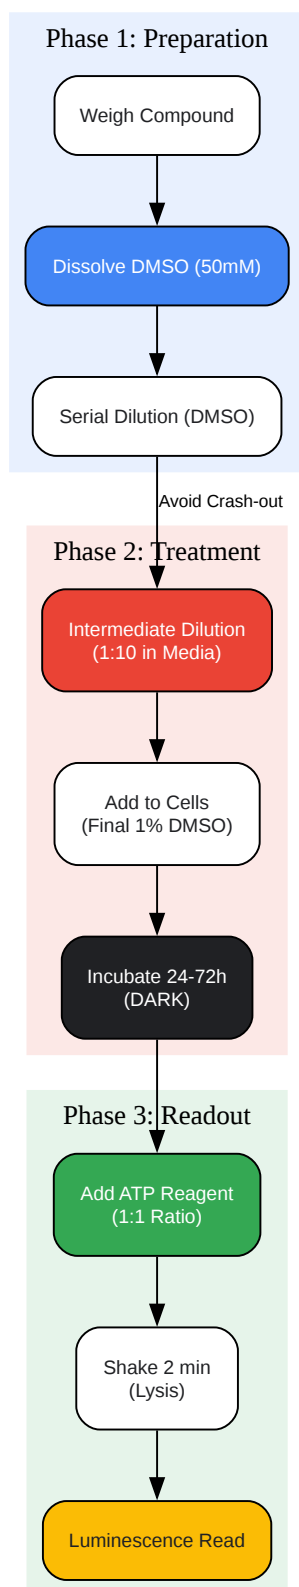 Phase 1: Preparation
Weigh Compound
Dissolve DMSO (50mM)
Serial Dilution (DMSO)
Avoid Crash-out
Phase 2: Treatment
Intermediate Dilution
(1:10 in Media)
Add to Cells
(Final 1% DMSO)
Incubate 24-72h
(DARK)
Phase 3: Readout
Add ATP Reagent
(1:1 Ratio)
Shake 2 min
(Lysis)
Luminescence Read